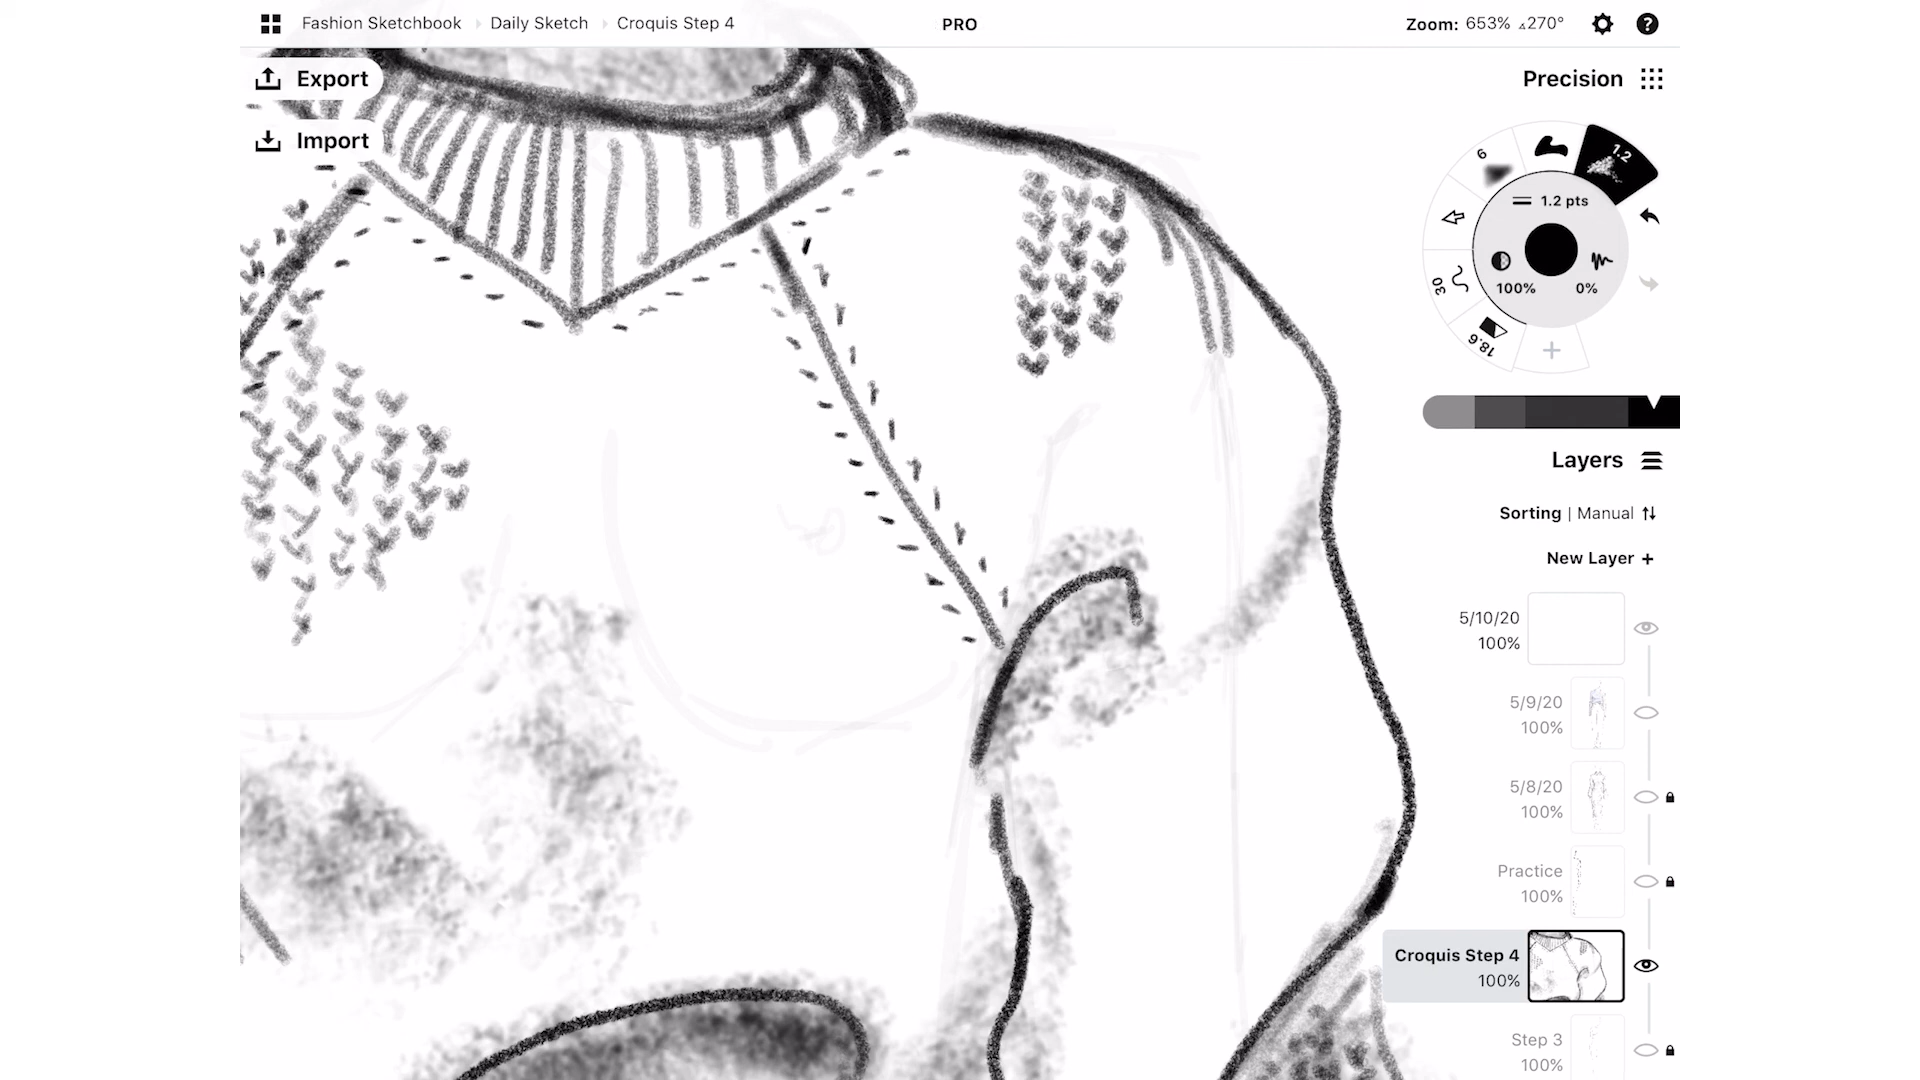 Fashion Sketchbook Daily Sketch Croquis Step 4
PRO
Zoom: 653% ⊿270°
Export
Import
Precision
6
1.2
1.2 pts
100%
0%
30
18.6
Layers
Sorting | Manual
New Layer +
5/10/20
100%
5/9/20
100%
5/8/20
100%
Practice
100%
Croquis Step 4
100%
Step 3
100%